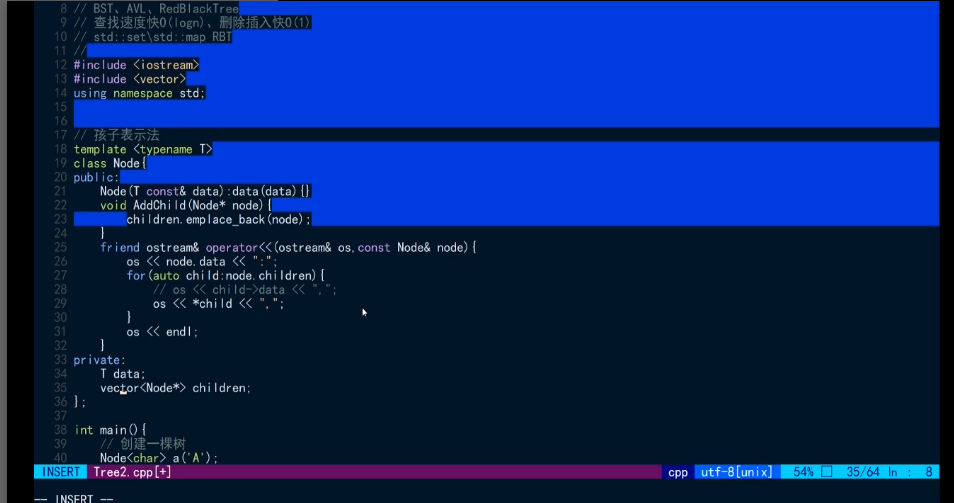 8 // BST、AVL、RedBlackTree
9 // 查找速度快O(logn)、删除插入快O(1)
10 // std::set\std::map RBT
11 //
12 #include <iostream>
13 #include <vector>
14 using namespace std;
15
16
17 // 孩子表示法
18 template <typename T>
19 class Node{
20 public:
21     Node(T const& data):data(data){}
22     void AddChild(Node* node){
23         children.emplace_back(node);
24     }
25     friend ostream& operator<<(ostream& os,const Node& node){
26         os << node.data << ":";
27         for(auto child:node.children){
28             // os << child->data << ",";
29             os << *child << ",";
30         }
31         os << endl;
32     }
33 private:
34     T data;
35     vector<Node*> children;
36 };
37
38 int main(){
39     // 创建一棵树
40     Node<char> a('A');
INSERT Tree2.cpp[+] cpp utf-8[unix] 54% 35/64 ln : 8
-- INSERT --